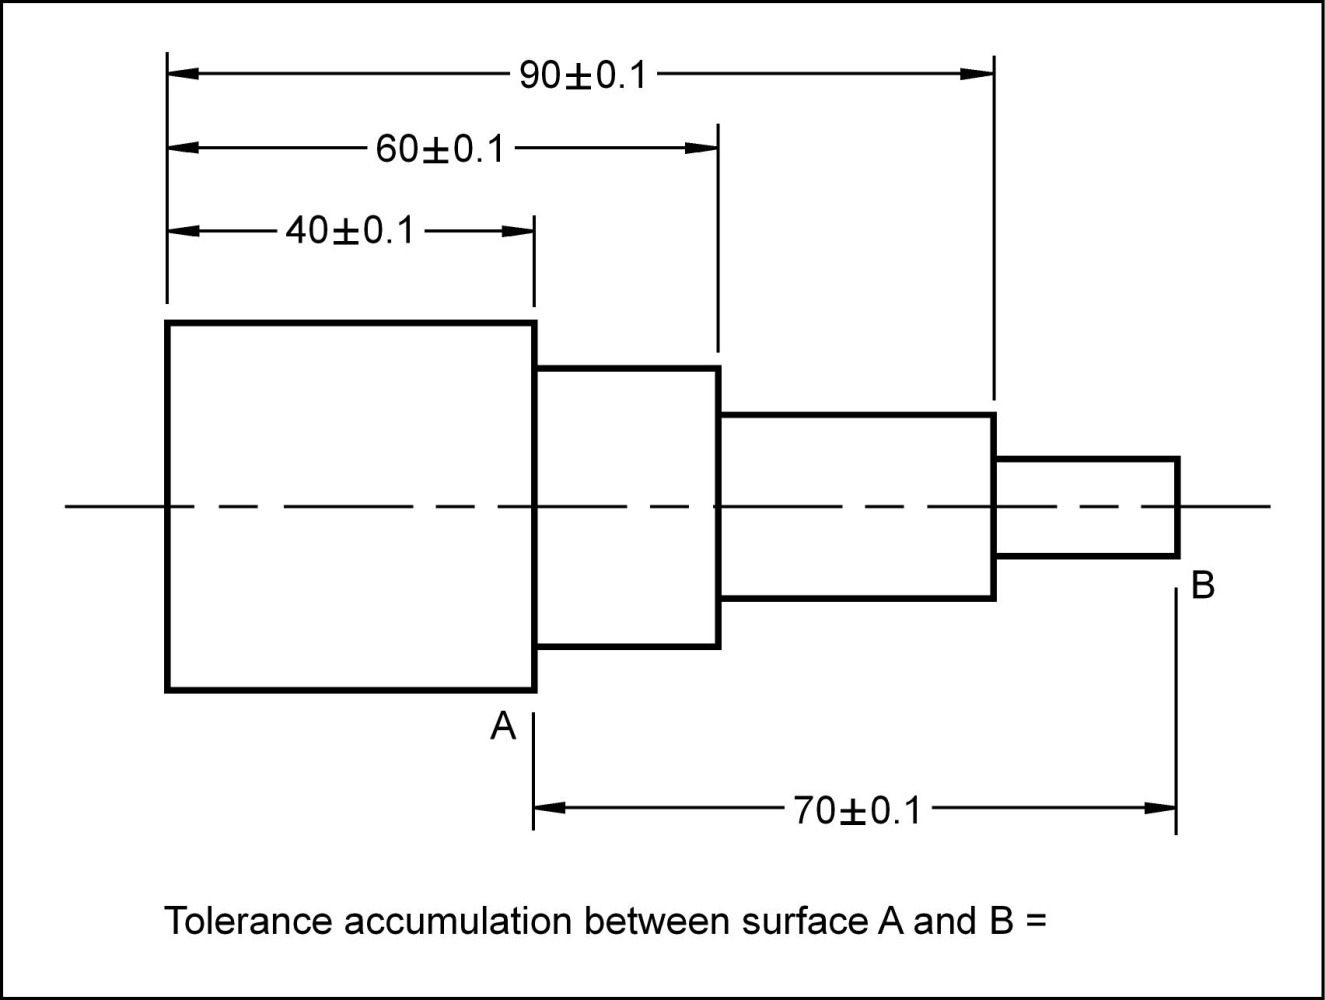 90±0.1
60±0.1
40±0.1
B
A
70±0.1
Tolerance accumulation between surface A and B =